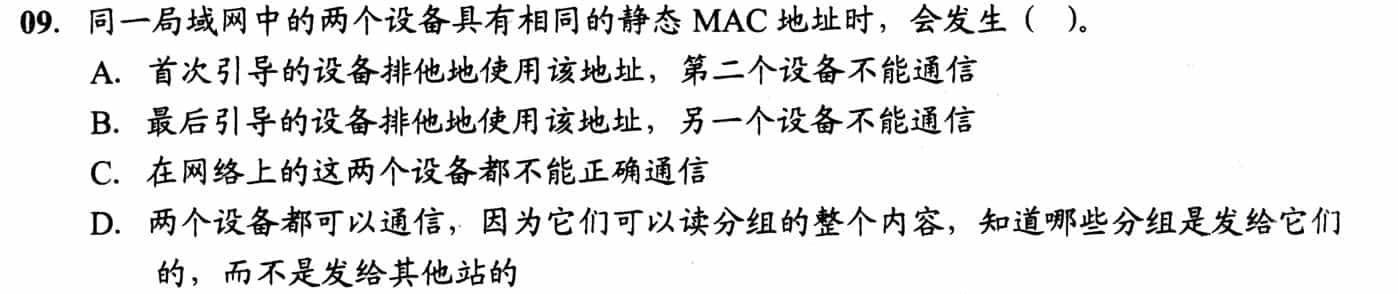 09. 同一局域网中的两个设备具有相同的静态 MAC 地址时，会发生（ ）。
A. 首次引导的设备排他地使用该地址，第二个设备不能通信
B. 最后引导的设备排他地使用该地址，另一个设备不能通信
C. 在网络上的这两个设备都不能正确通信
D. 两个设备都可以通信，因为它们可以读分组的整个内容，知道哪些分组是发给它们
的，而不是发给其他站的